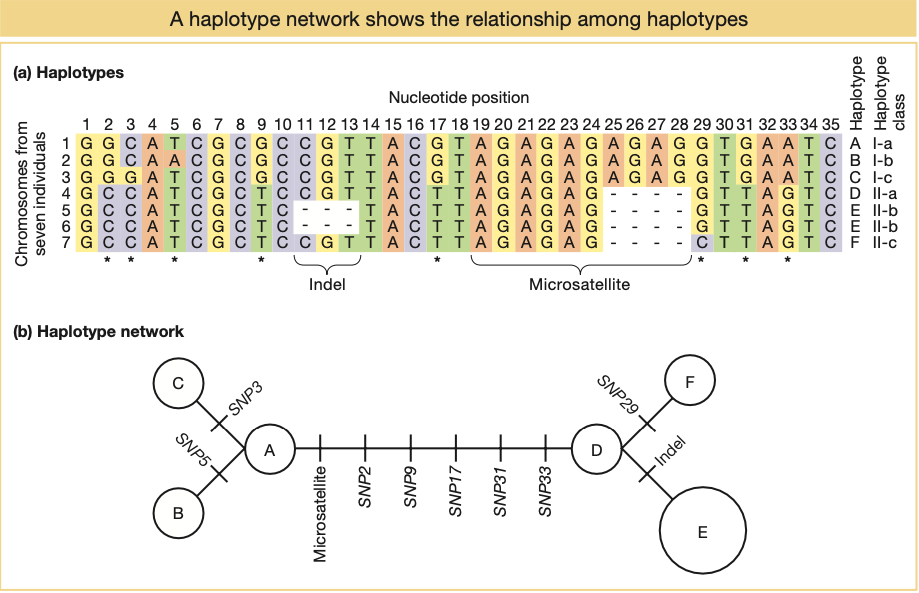 A haplotype network shows the relationship among haplotypes
(a) Haplotypes
Nucleotide position
Haplotype
Haplotype class
1 2 3 4 5 6 7 8 9 10 11 12 13 14 15 16 17 18 19 20 21 22 23 24 25 26 27 28 29 30 31 32 33 34 35
Chromosomes from
seven individuals
1 G G C A T C G C G C C G T T A C G T A G A G A G A G A G G T G A A T C A I-a
2 G G C A A C G C G C C G T T A C G T A G A G A G A G A G G T G A A T C B I-b
3 G G G A T C G C G C C G T T A C G T A G A G A G A G A G G T G A A T C C I-c
4 G C C A T C G C T C C G T T A C T T A G A G A G - - - - G T T A G T C D II-a
5 G C C A T C G C T C - - - T A C T T A G A G A G - - - - G T T A G T C E II-b
6 G C C A T C G C T C - - - T A C T T A G A G A G - - - - G T T A G T C E II-b
7 G C C A T C G C T C C G T T A C T T A G A G A G - - - - C T T A G T C F II-c
* * * * * * * *
Indel
Microsatellite
(b) Haplotype network
C
SNP3
SNP5
A
B
Microsatellite
SNP2
SNP9
SNP17
SNP31
SNP33
D
SNP29
F
Indel
E